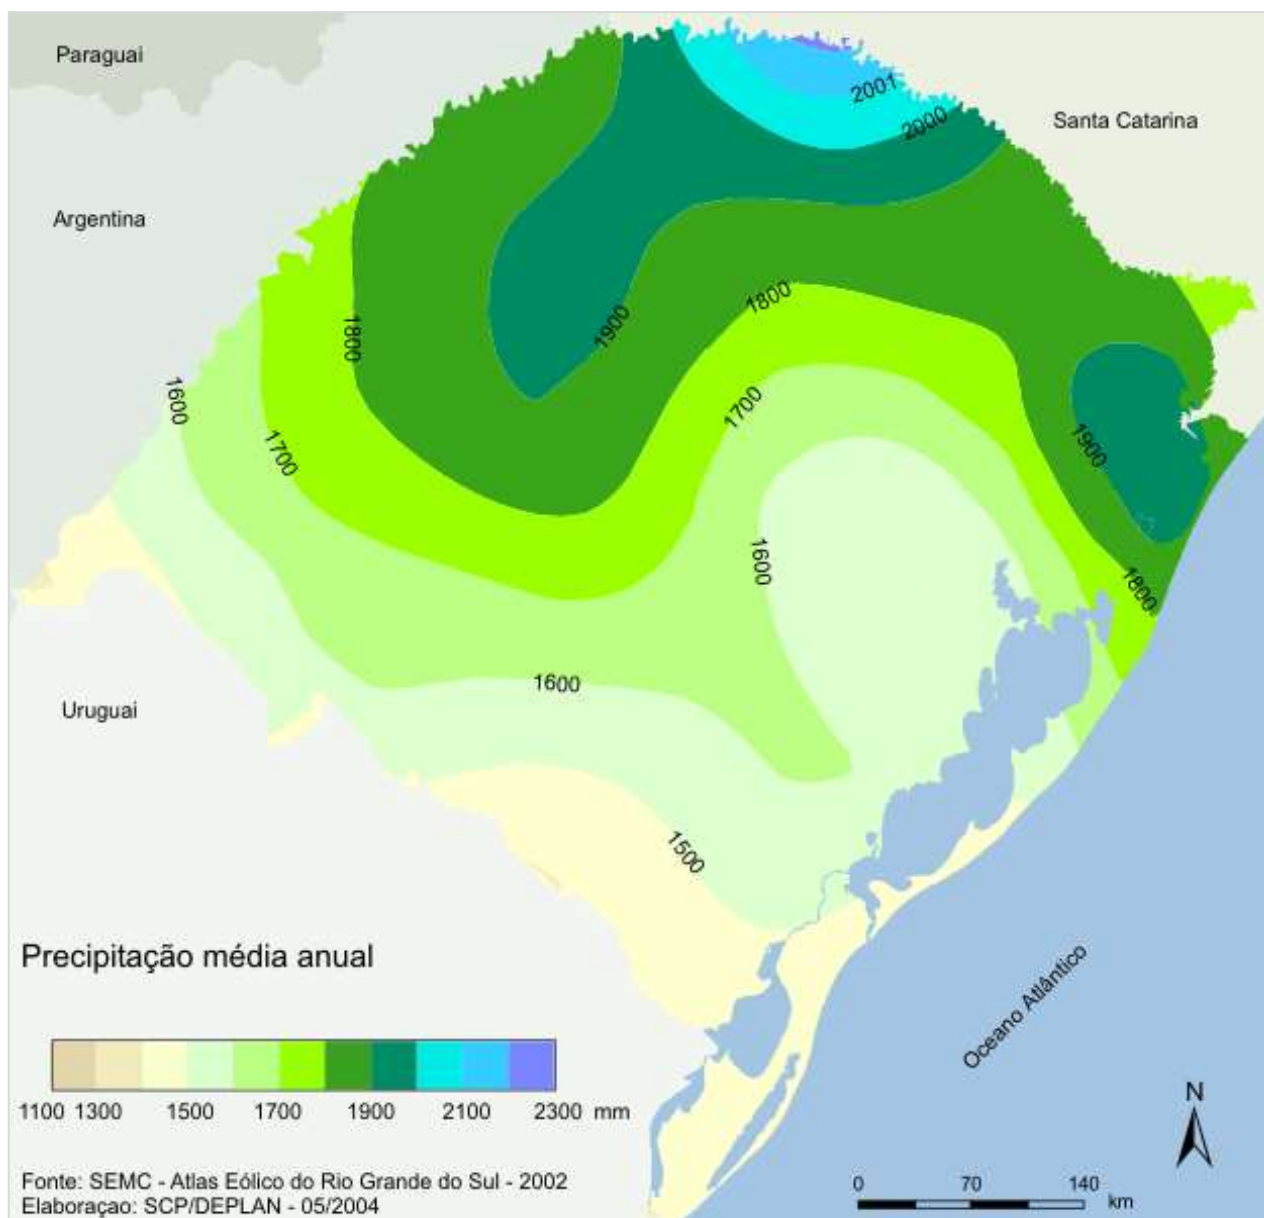 Paraguai
2001
2000
Santa Catarina
Argentina
1800
1900
1800
1600
1700
1700
1900
1600
1800
1600
Uruguai
1500
Precipitação média anual
Oceano Atlântico
1100 1300 1500 1700 1900 2100 2300 mm
N
0 70 140
km
Fonte: SEMC - Atlas Eólico do Rio Grande do Sul - 2002
Elaboraçao: SCP/DEPLAN - 05/2004